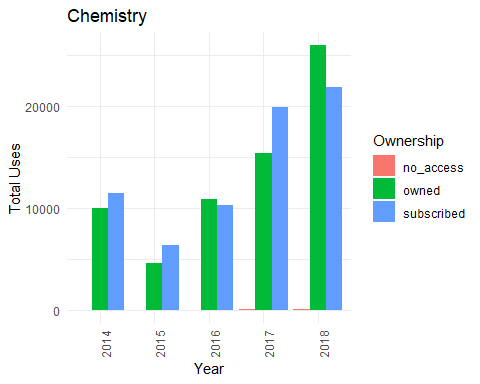 Chemistry
Total Uses
20000
10000
0
2014
2015
2016
2017
2018
Year
Ownership
no_access
owned
subscribed